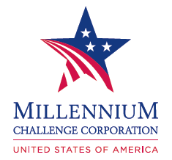 MILLENNIUM
CHALLENGE CORPORATION
UNITED STATES OF AMERICA